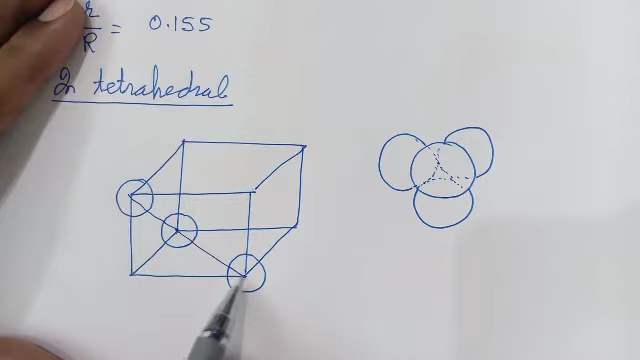 r/R = 0.155
In tetrahedral